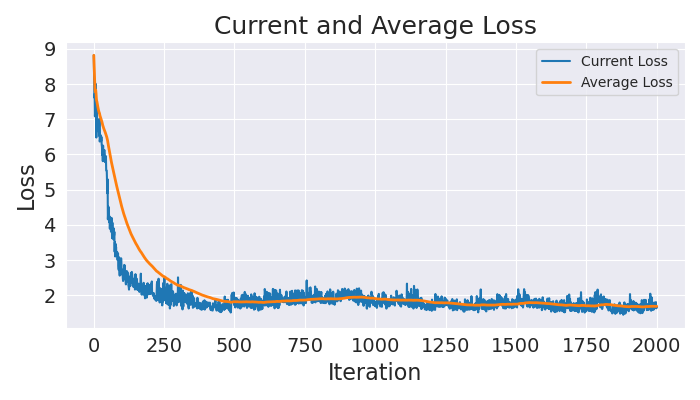 Current and Average Loss
9
8
7
6
5
4
3
2
Loss
Current Loss
Average Loss
0 250 500 750 1000 1250 1500 1750 2000
Iteration